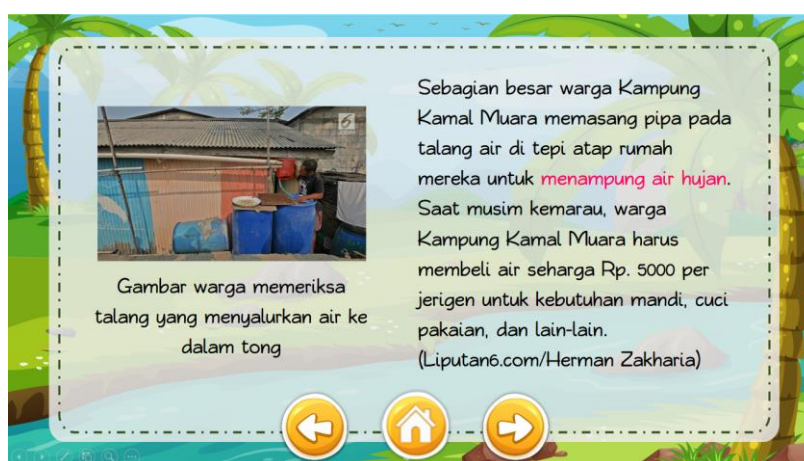 Gambar warga memeriksa
talang yang menyalurkan air ke
dalam tong
Sebagian besar warga Kampung
Kamal Muara memasang pipa pada
talang air di tepi atap rumah
mereka untuk menampung air hujan.
Saat musim kemarau, warga
Kampung Kamal Muara harus
membeli air seharga Rp. 5000 per
jerigen untuk kebutuhan mandi, cuci
pakaian, dan lain-lain.
(Liputan6.com/Herman Zakharia)